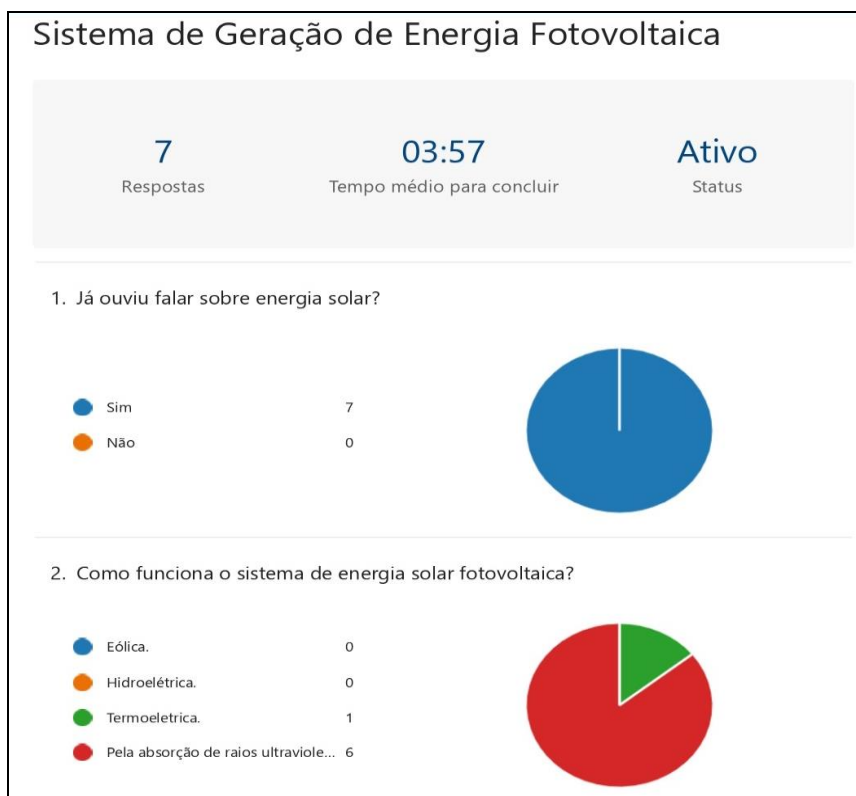 Sistema de Geração de Energia Fotovoltaica
7 03:57 Ativo
Respostas Tempo médio para concluir Status
1. Já ouviu falar sobre energia solar?
Sim 7
Não 0
2. Como funciona o sistema de energia solar fotovoltaica?
Eólica. 0
Hidroelétrica. 0
Termoeletrica. 1
Pela absorção de raios ultraviole... 6